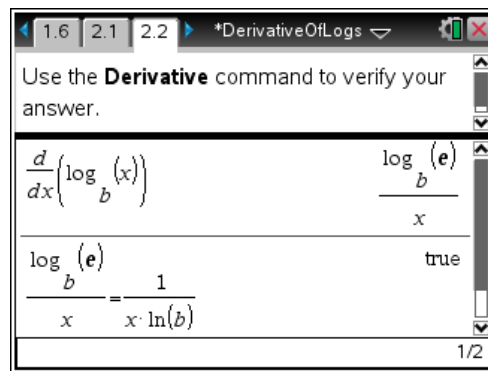 1.6 2.1 2.2 *DerivativeOfLogs
Use the Derivative command to verify your
answer.
d/dx(log_b(x)) log_b(e)/x
log_b(e)/x=1/(x·ln(b)) true
1/2